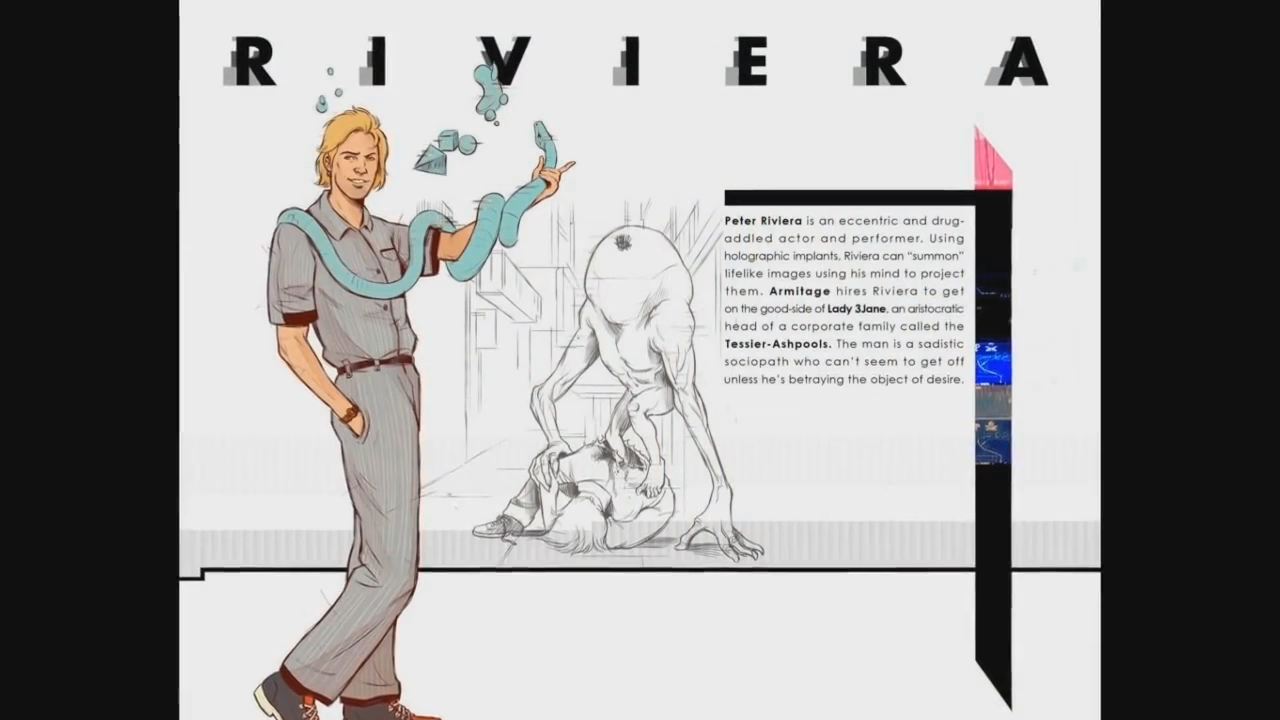 RIVIERA
Peter Riviera is an eccentric and drug-
addled actor and performer. Using
holographic implants, Riviera can “summon”
lifelike images using his mind to project
them. Armitage hires Riviera to get
on the good-side of Lady 3Jane, an aristocratic
head of a corporate family called the
Tessier-Ashpools. The man is a sadistic
sociopath who can’t seem to get off
unless he’s betraying the object of desire.